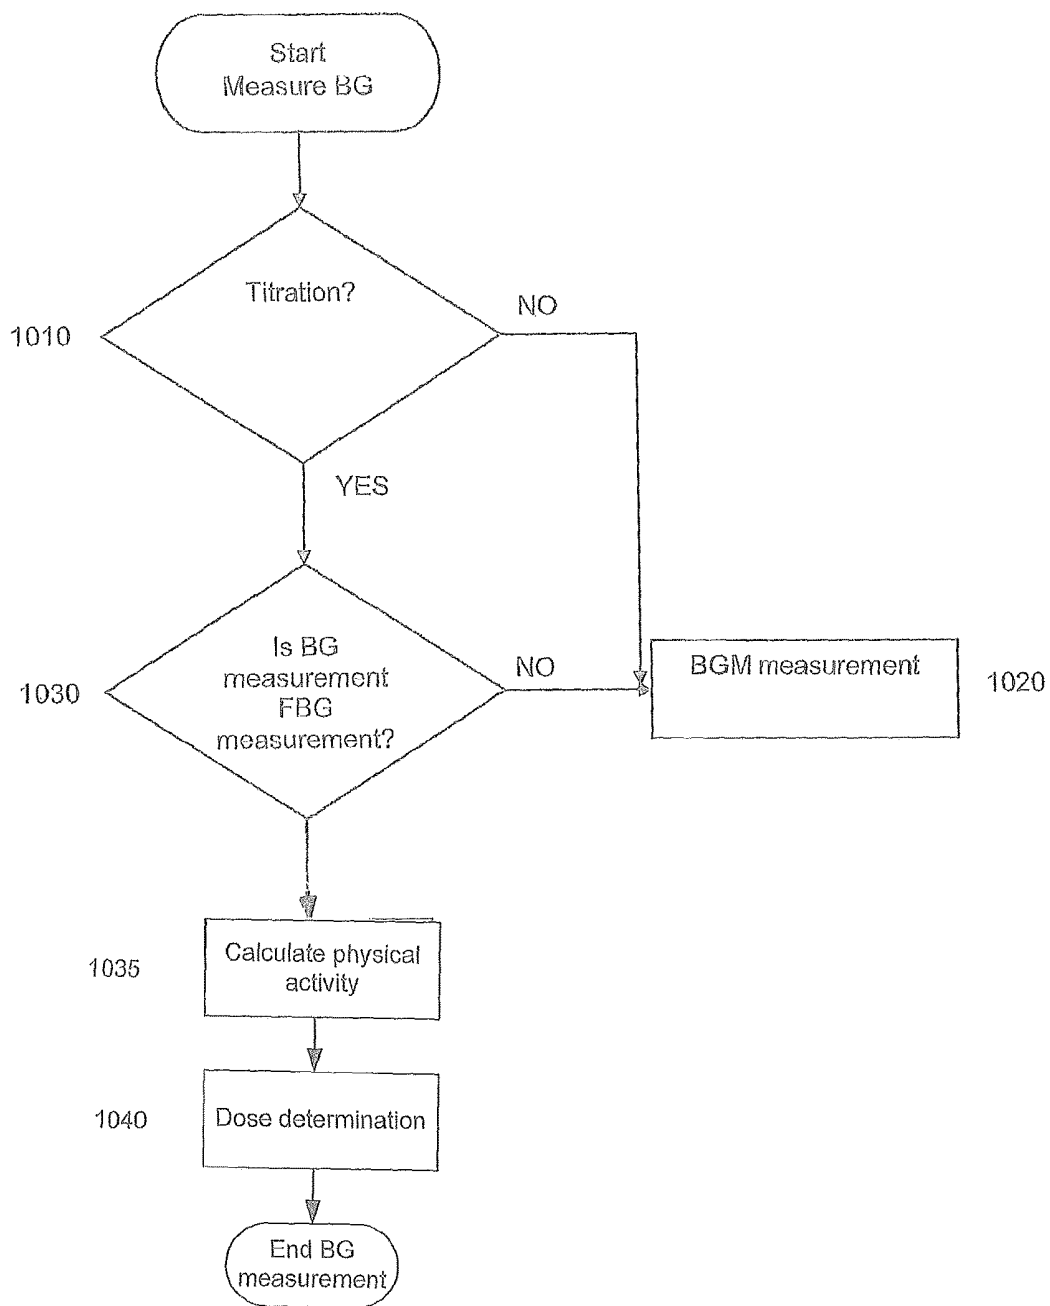 Start
Measure BG
Titration?
NO
1010
YES
Is BG
measurement
FBG
measurement?
NO
1030
BGM measurement
1020
Calculate physical
activity
1035
Dose determination
1040
End BG
measurement